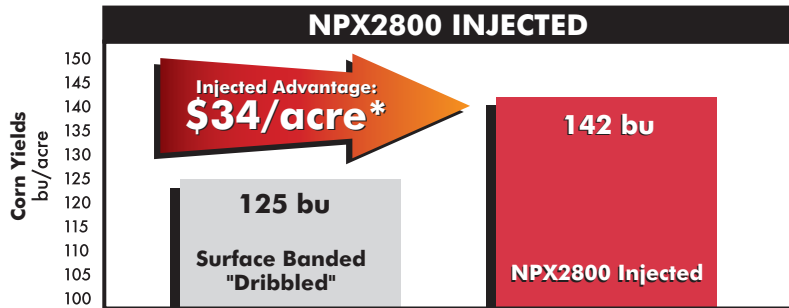 NPX2800 INJECTED
Corn Yields
bu/acre
150
145
140
135
130
125
120
115
110
105
100
Injected Advantage:
$34/acre*
125 bu
Surface Banded
"Dribbled"
142 bu
NPX2800 Injected